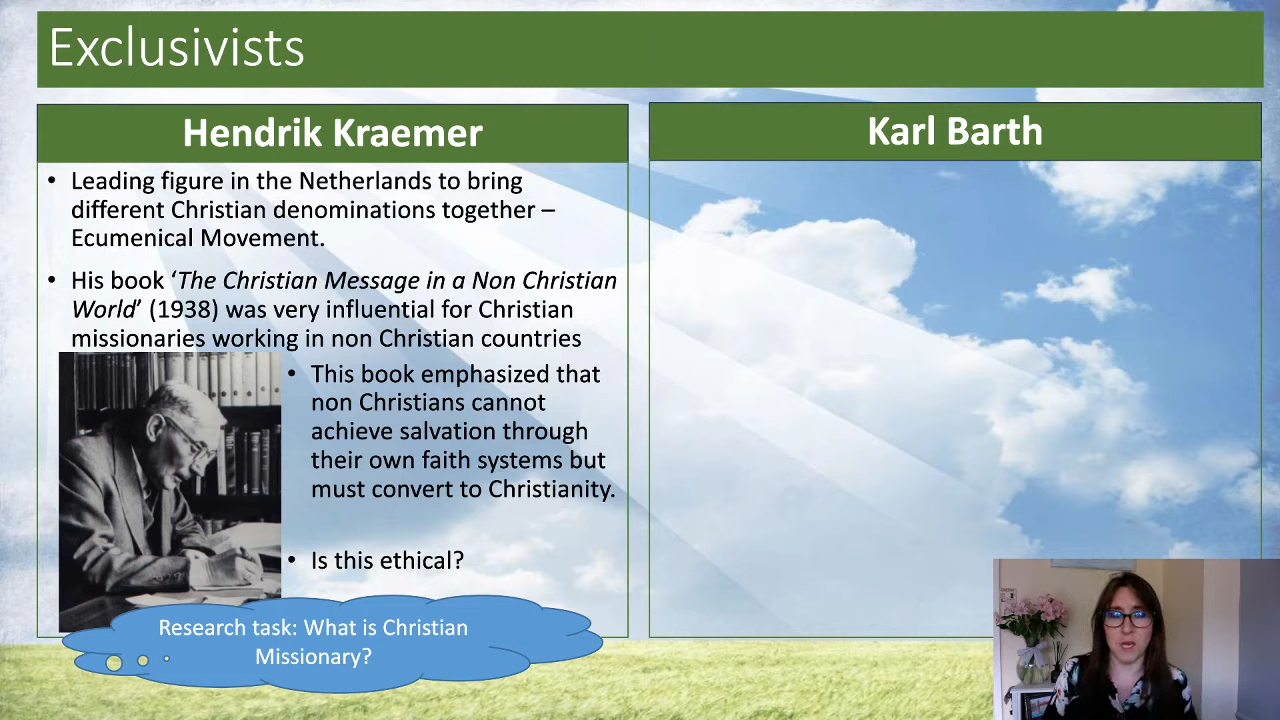 Exclusivists
Hendrik Kraemer
• Leading figure in the Netherlands to bring
different Christian denominations together –
Ecumenical Movement.
• His book ‘The Christian Message in a Non Christian
World’ (1938) was very influential for Christian
missionaries working in non Christian countries
• This book emphasized that
non Christians cannot
achieve salvation through
their own faith systems but
must convert to Christianity.
• Is this ethical?
Research task: What is Christian
Missionary?
Karl Barth